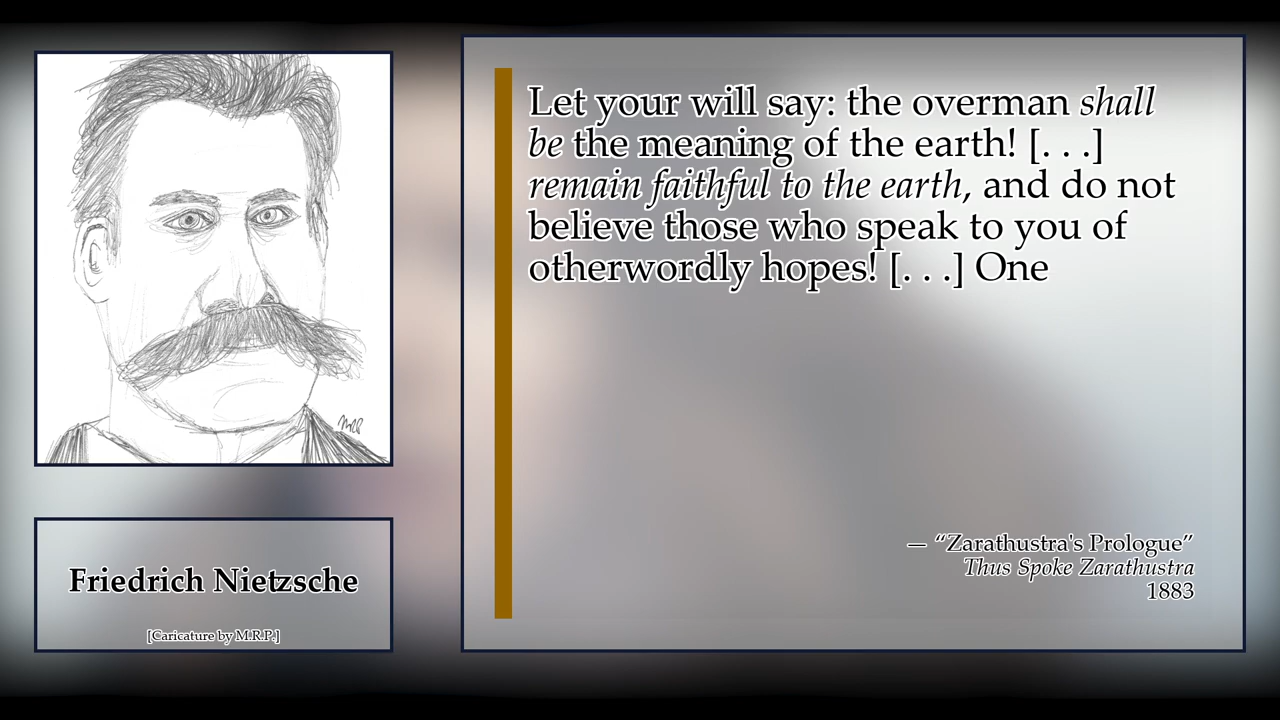 Let your will say: the overman shall
be the meaning of the earth! [. . .]
remain faithful to the earth, and do not
believe those who speak to you of
otherwordly hopes! [. . .] One
— “Zarathustra's Prologue”
Thus Spoke Zarathustra
1883
MRP
Friedrich Nietzsche
[Caricature by M.R.P.]